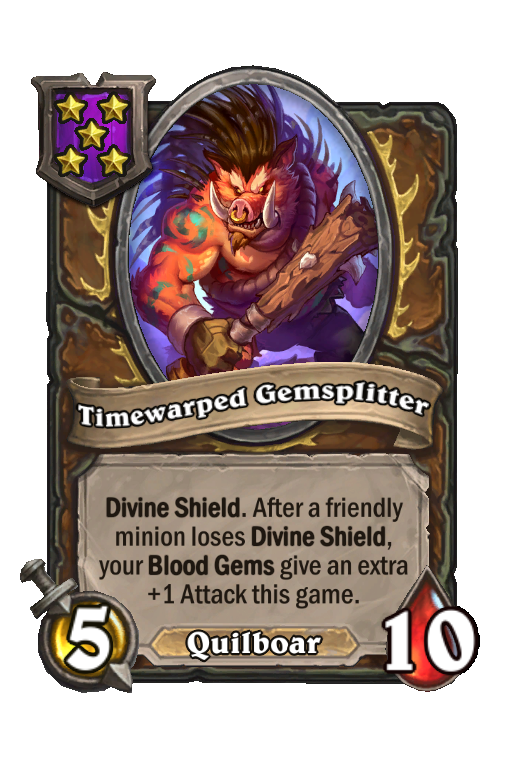 Timewarped Gemsplitter
Divine Shield. After a friendly
minion loses Divine Shield,
your Blood Gems give an extra
+1 Attack this game.
5
Quilboar
10